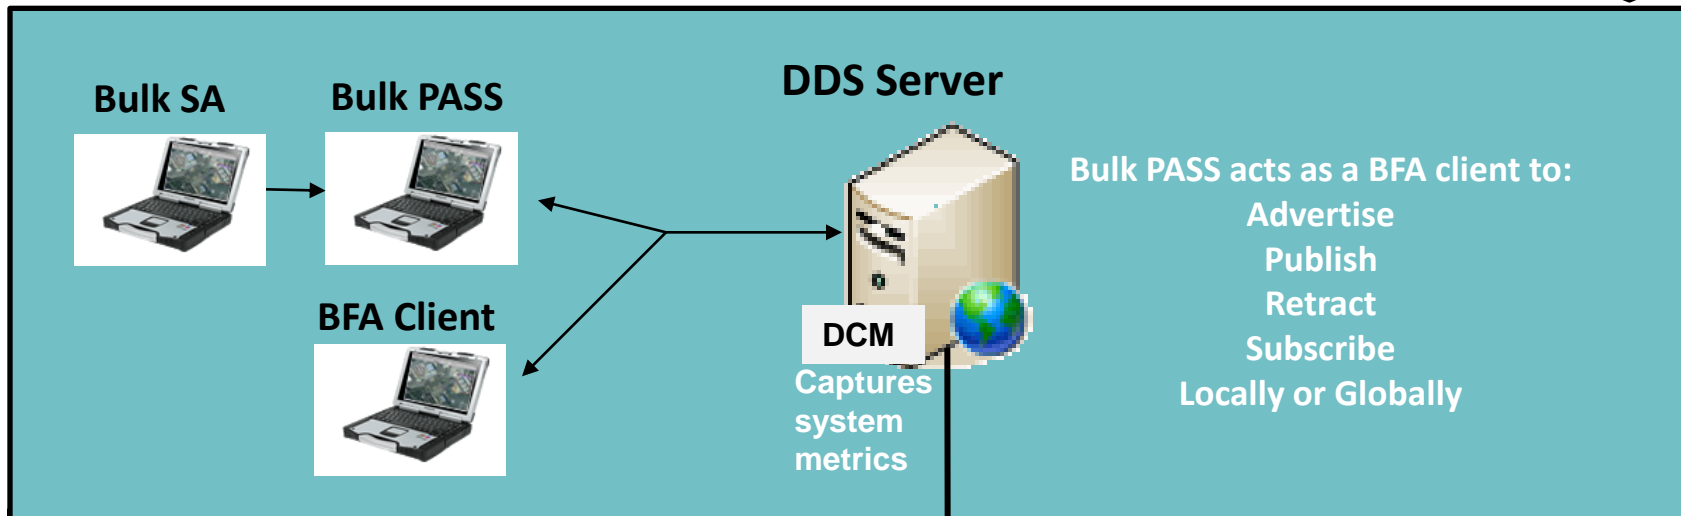 Bulk SA
Bulk PASS
DDS Server
BFA Client
DCM
Captures
system
metrics
Bulk PASS acts as a BFA client to:
Advertise
Publish
Retract
Subscribe
Locally or Globally